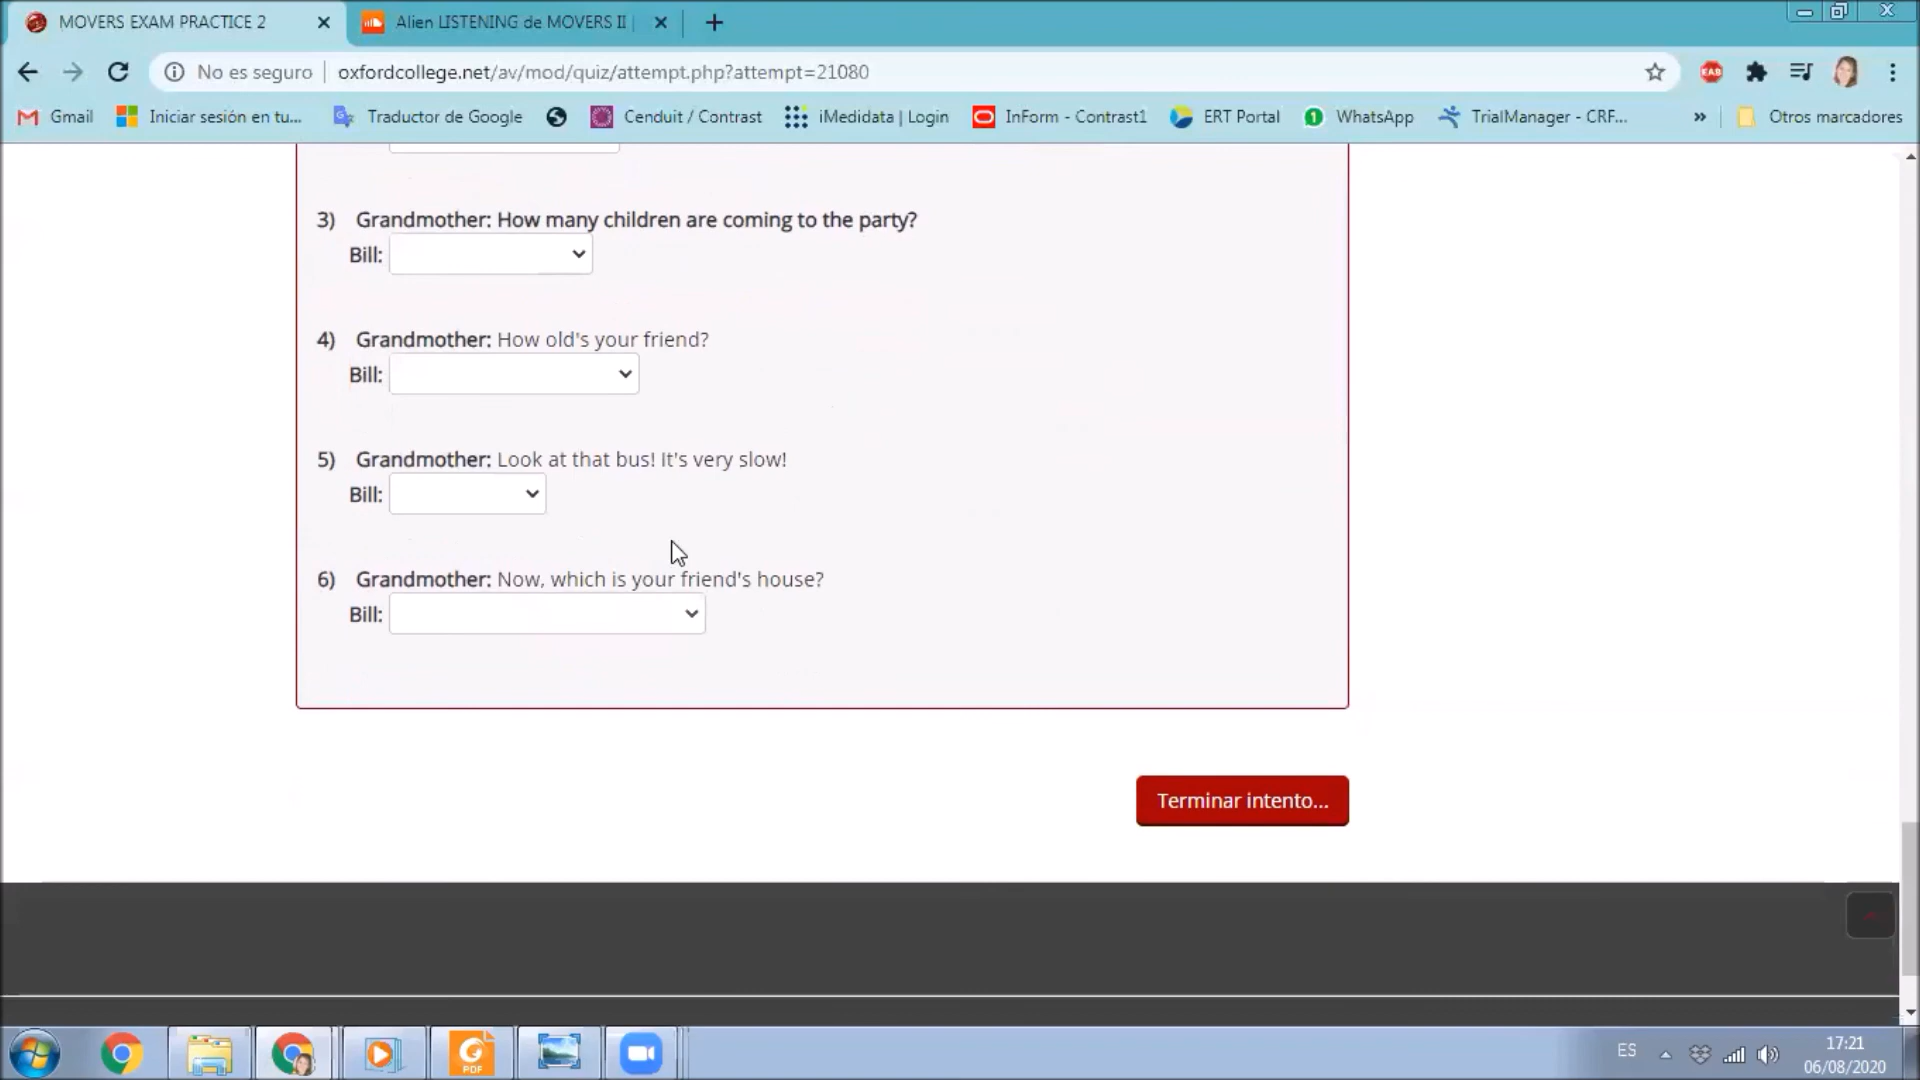 MOVERS EXAM PRACTICE 2
Alien LISTENING de MOVERS II
No es seguro
oxfordcollege.net/av/mod/quiz/attempt.php?attempt=21080
Gmail
Iniciar sesión en tu...
Traductor de Google
Cenduit / Contrast
iMedidata | Login
InForm - Contrast1
ERT Portal
WhatsApp
TrialManager - CRF...
»
Otros marcadores
3) Grandmother: How many children are coming to the party?
Bill:
4) Grandmother: How old's your friend?
Bill:
5) Grandmother: Look at that bus! It's very slow!
Bill:
6) Grandmother: Now, which is your friend's house?
Bill:
Terminar intento...
PDF
ES
17:21
06/08/2020